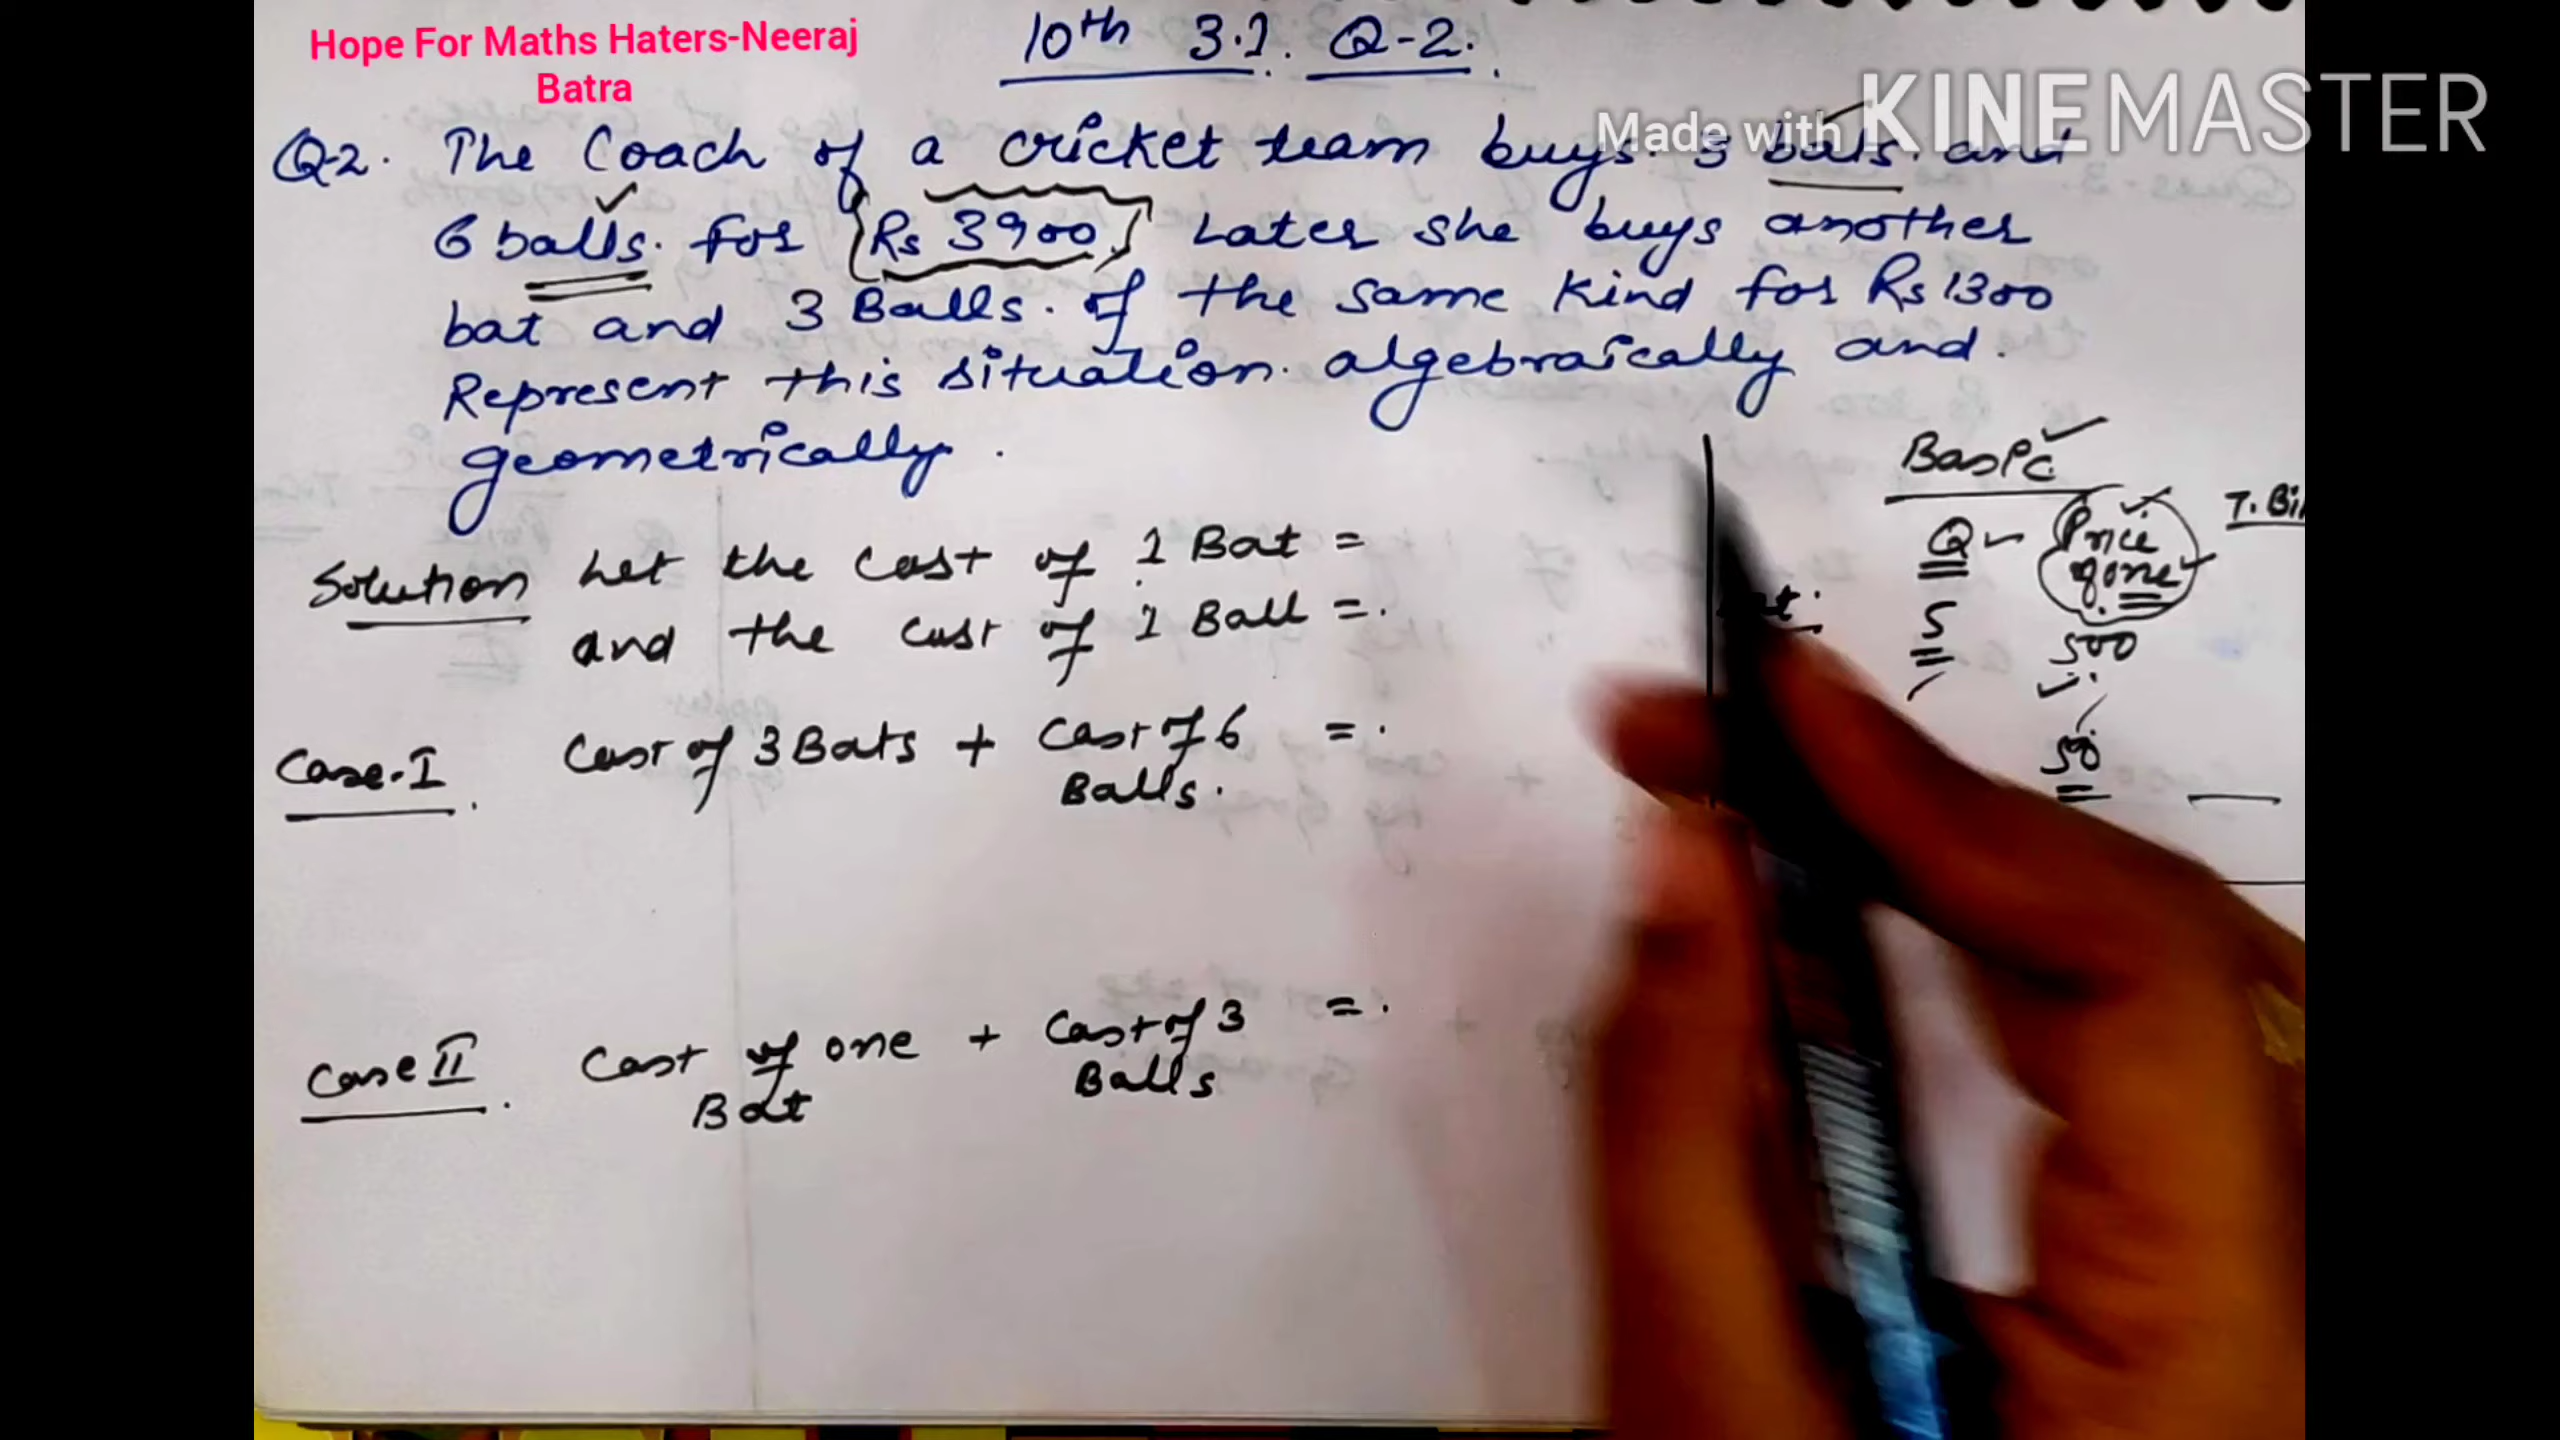 Hope For Maths Haters-Neeraj
Batra
10th 3.1. Q-2.
Made with KINEMASTER
Q-2. The Coach of a cricket team buys 3 bats and
6 balls. for Rs 3900, Later she buys another
bat and 3 Balls. of the same kind for Rs 1300
Represent this situation. algebraically and.
geometrically.
Basic
Q Price of one T. Bil
5 500
50
Solution Let the Cost of 1 Bat =
and the Cost of 1 Ball =.
Case-I Cost of 3 Bats + Cost of 6 =.
Balls.
Case II Cost of one + Cost of 3 =.
Bat Balls